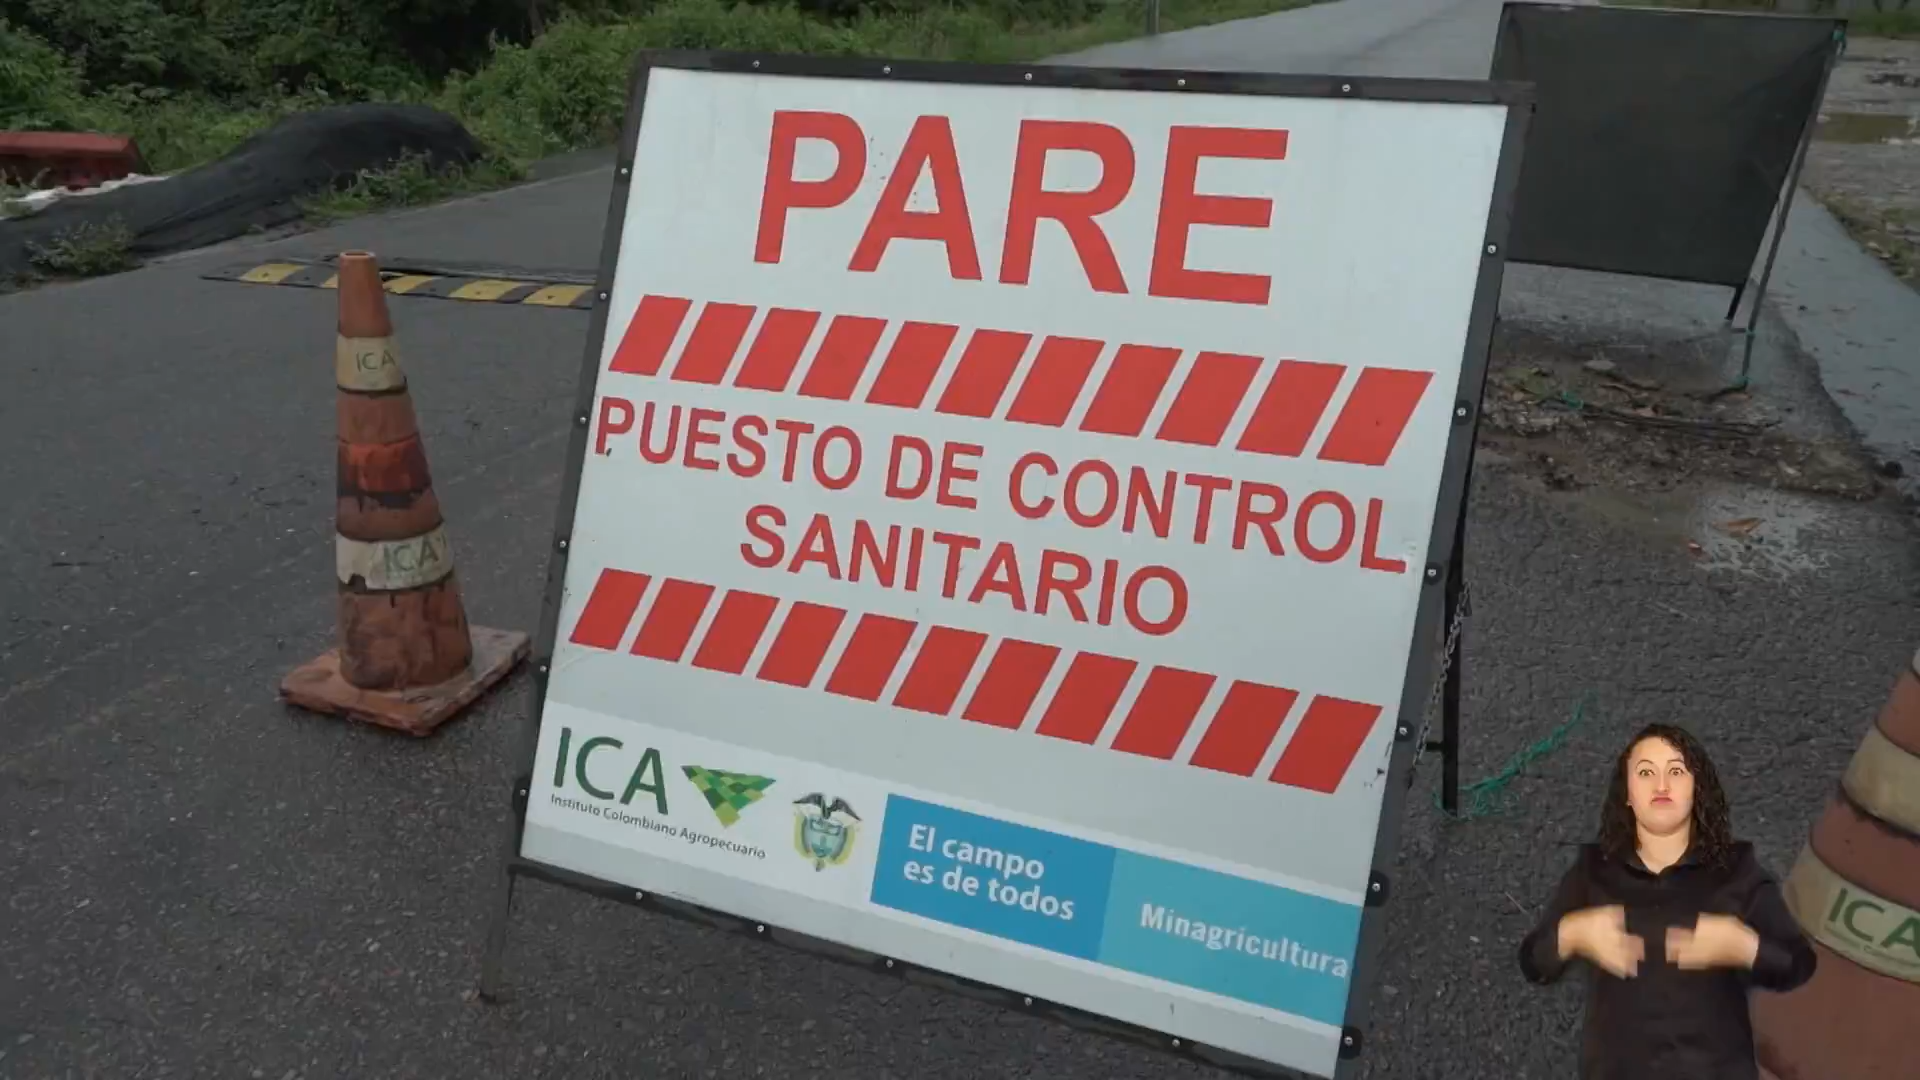 PARE
PUESTO DE CONTROL
SANITARIO
ICA
Instituto Colombiano Agropecuario
El campo
es de todos
Minagricultura
ICA
ICA
ICA